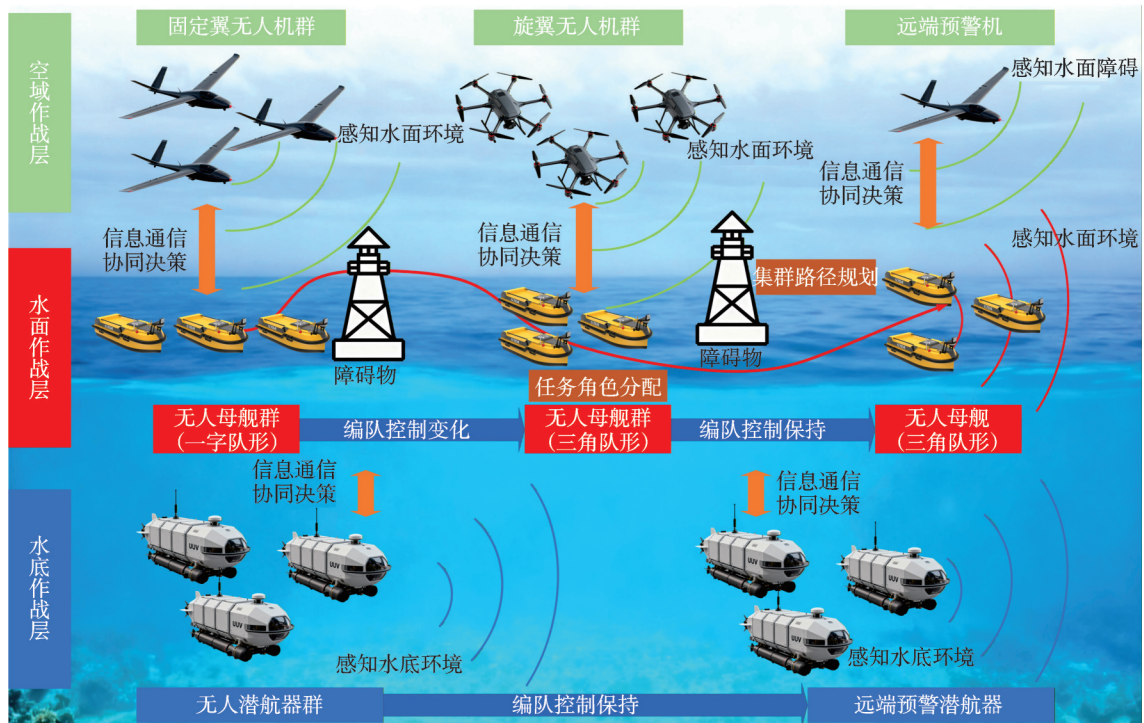 固定翼无人机群
旋翼无人机群
远端预警机
空域作战层
感知水面障碍
感知水面环境
感知水面环境
信息通信
协同决策
信息通信
协同决策
信息通信
协同决策
感知水面环境
水面作战层
集群路径规划
障碍物
障碍物
任务角色分配
无人母舰群
(一字队形)
编队控制变化
无人母舰群
(三角队形)
编队控制保持
无人母舰
(三角队形)
水底作战层
信息通信
协同决策
信息通信
协同决策
UUV
UUV
UUV
UUV
UUV
UUV
感知水底环境
感知水底环境
无人潜航器群
编队控制保持
远端预警潜航器